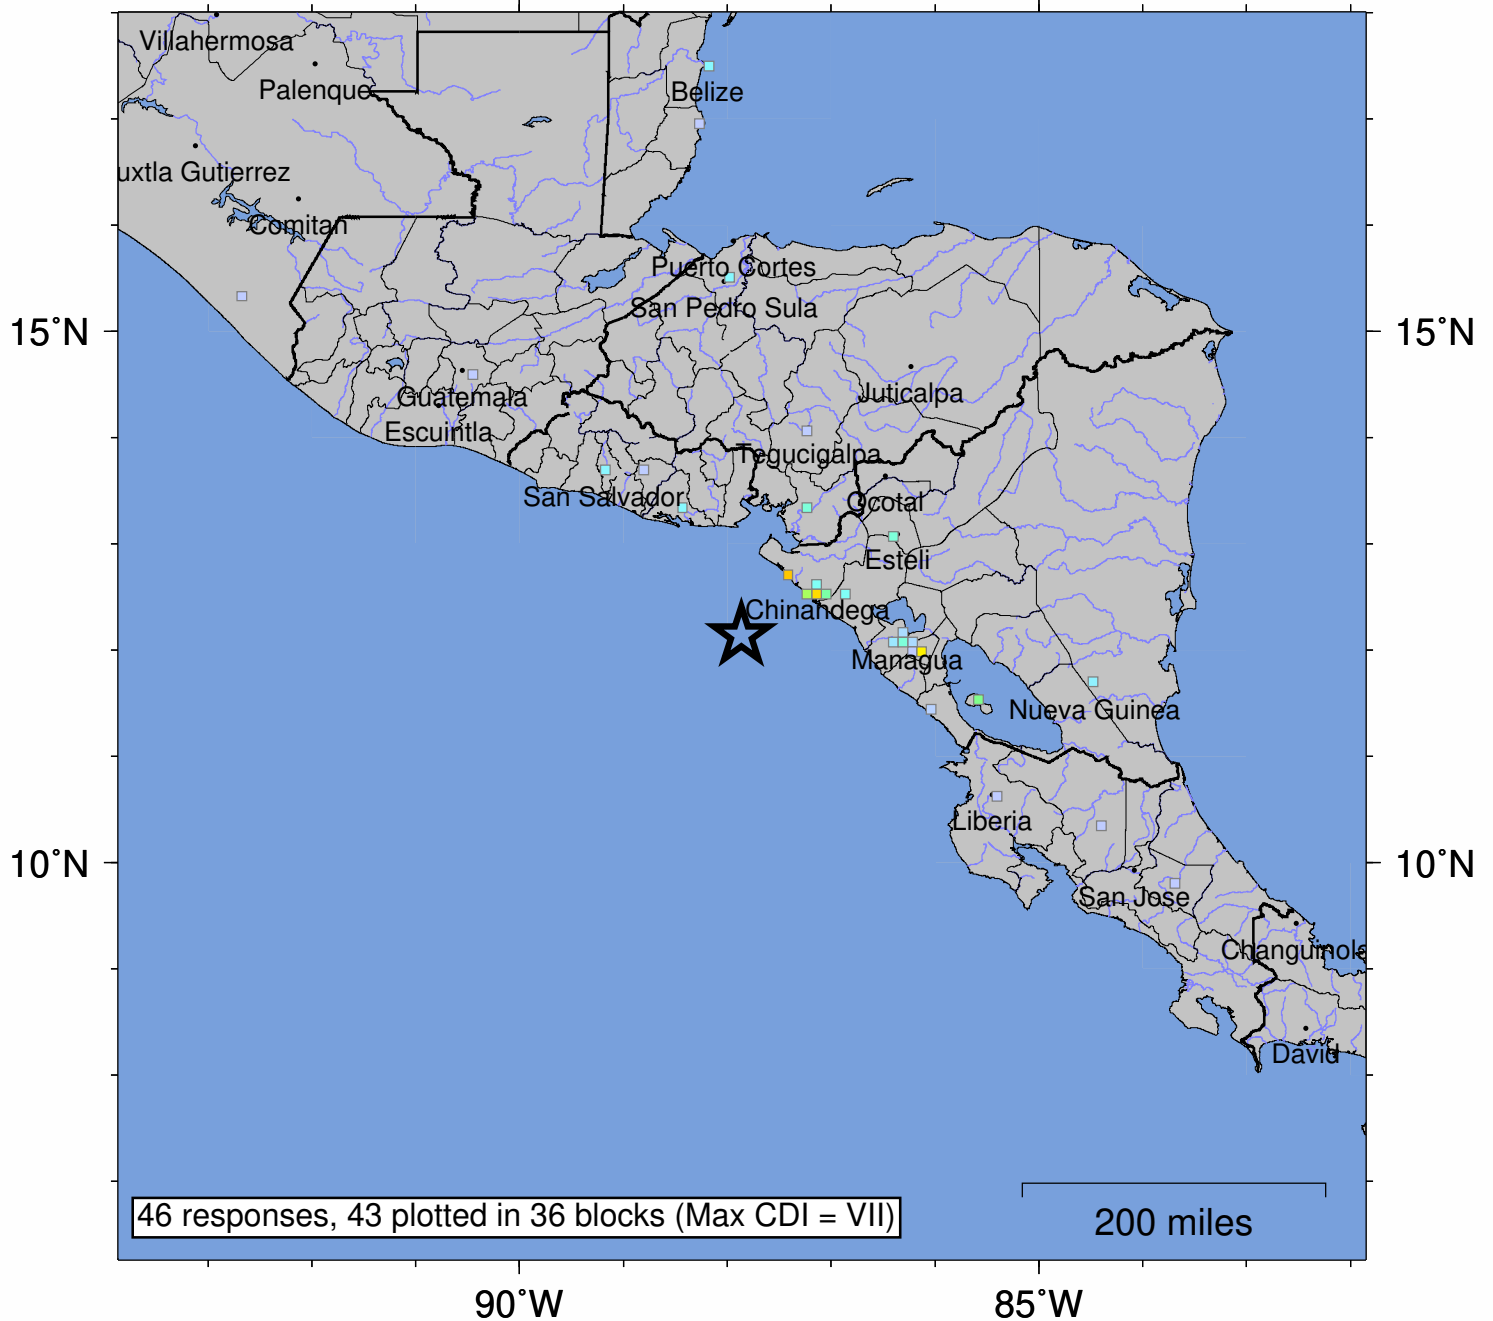 Villahermosa
Palenque
Belize
uxtla Gutierrez
Comitan
Puerto Cortes
San Pedro Sula
15°N
15°N
Guatemala
Juticalpa
Escuintla
Tegucigalpa
San Salvador
Ocotal
Esteli
Chinandega
Managua
Nueva Guinea
Liberia
10°N
10°N
San Jose
Changuinola
David
46 responses, 43 plotted in 36 blocks (Max CDI = VII)
200 miles
90°W
85°W